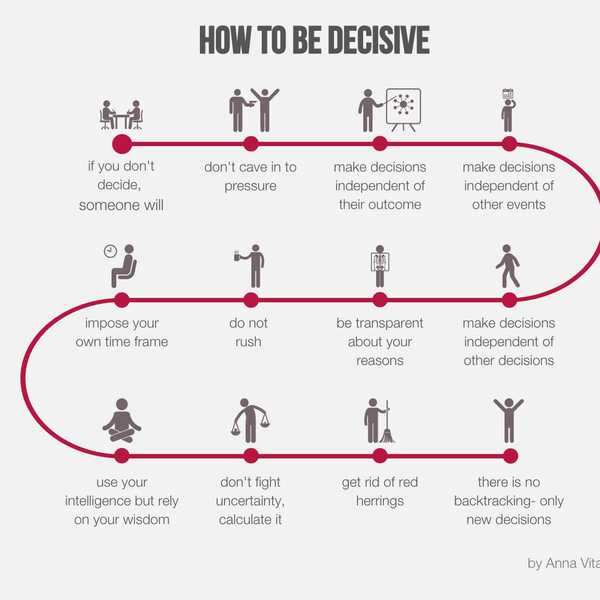 HOW TO BE DECISIVE
if you don't
decide,
someone will
don't cave in to
pressure
make decisions
independent of
their outcome
make decisions
independent of
other events
impose your
own time frame
do not
rush
be transparent
about your
reasons
make decisions
independent of
other decisions
use your
intelligence but rely
on your wisdom
don't fight
uncertainty,
calculate it
get rid of red
herrings
there is no
backtracking- only
new decisions
by Anna Vita